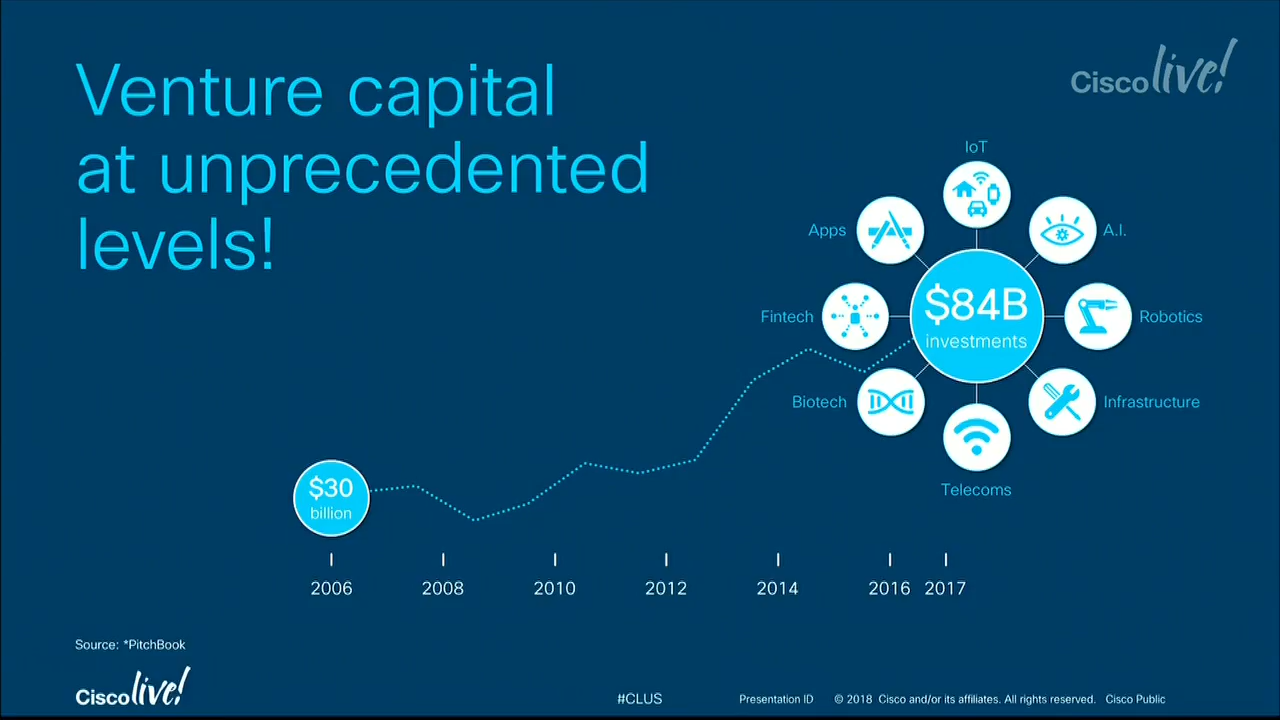 Venture capital
at unprecedented
levels!
Cisco live!
IoT
Apps
A.I.
Fintech
$84B
investments
Robotics
Biotech
Infrastructure
Telecoms
$30
billion
2006
2008
2010
2012
2014
2016
2017
Source: *PitchBook
Cisco live!
#CLUS
Presentation ID
© 2018 Cisco and/or its affiliates. All rights reserved.
Cisco Public